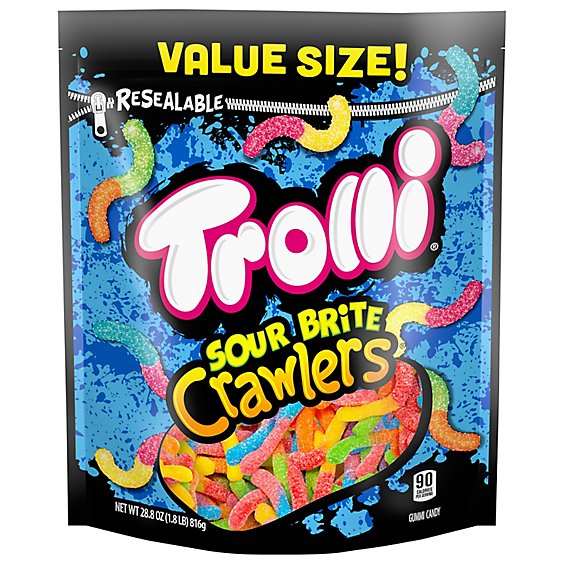 VALUE SIZE!
RESEALABLE
Trolli®
SOUR BRiTE
Crawlers
90
CALORIES
PER SERVING
NET WT 28.8 OZ (1.8 LB) 816g
GUMMI CANDY